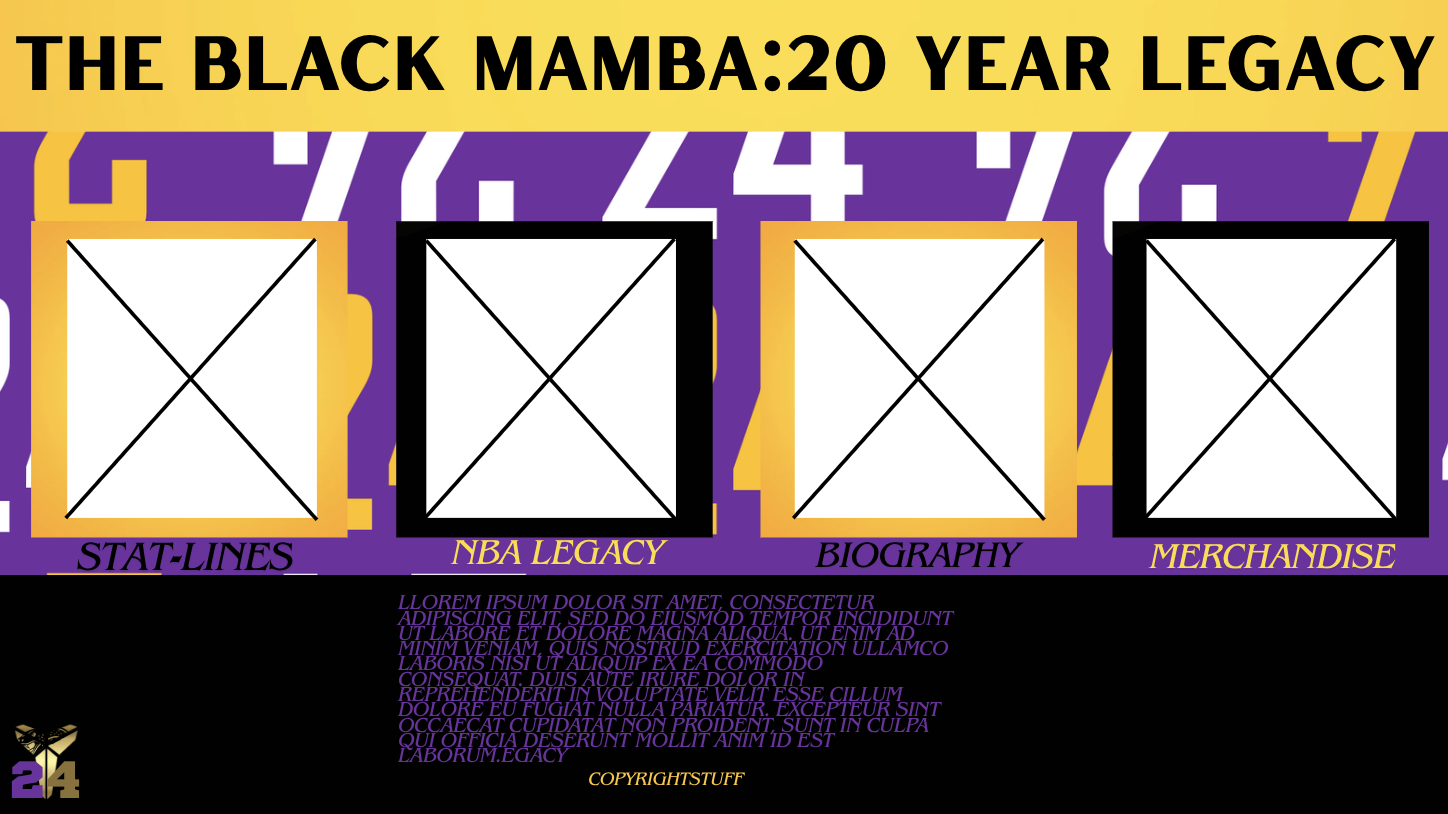 THE BLACK MAMBA:20 YEAR LEGACY
24
STAT-LINES
NBA LEGACY
BIOGRAPHY
MERCHANDISE
LLOREM IPSUM DOLOR SIT AMET, CONSECTETUR
ADIPISCING ELIT, SED DO EIUSMOD TEMPOR INCIDIDUNT
UT LABORE ET DOLORE MAGNA ALIQUA. UT ENIM AD
MINIM VENIAM, QUIS NOSTRUD EXERCITATION ULLAMCO
LABORIS NISI UT ALIQUIP EX EA COMMODO
CONSEQUAT. DUIS AUTE IRURE DOLOR IN
REPREHENDERIT IN VOLUPTATE VELIT ESSE CILLUM
DOLORE EU FUGIAT NULLA PARIATUR. EXCEPTEUR SINT
OCCAECAT CUPIDATAT NON PROIDENT, SUNT IN CULPA
QUI OFFICIA DESERUNT MOLLIT ANIM ID EST
LABORUM.EGACY
24
COPYRIGHTSTUFF